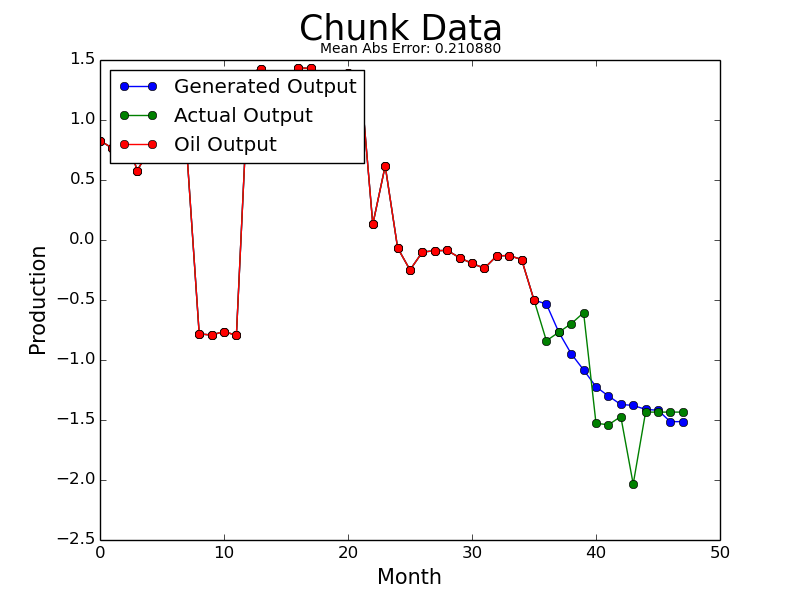 Chunk Data
Mean Abs Error: 0.210880
Generated Output
Actual Output
Oil Output
1.5
1.0
0.5
0.0
−0.5
−1.0
−1.5
−2.0
−2.5
Production
0 10 20 30 40 50
Month